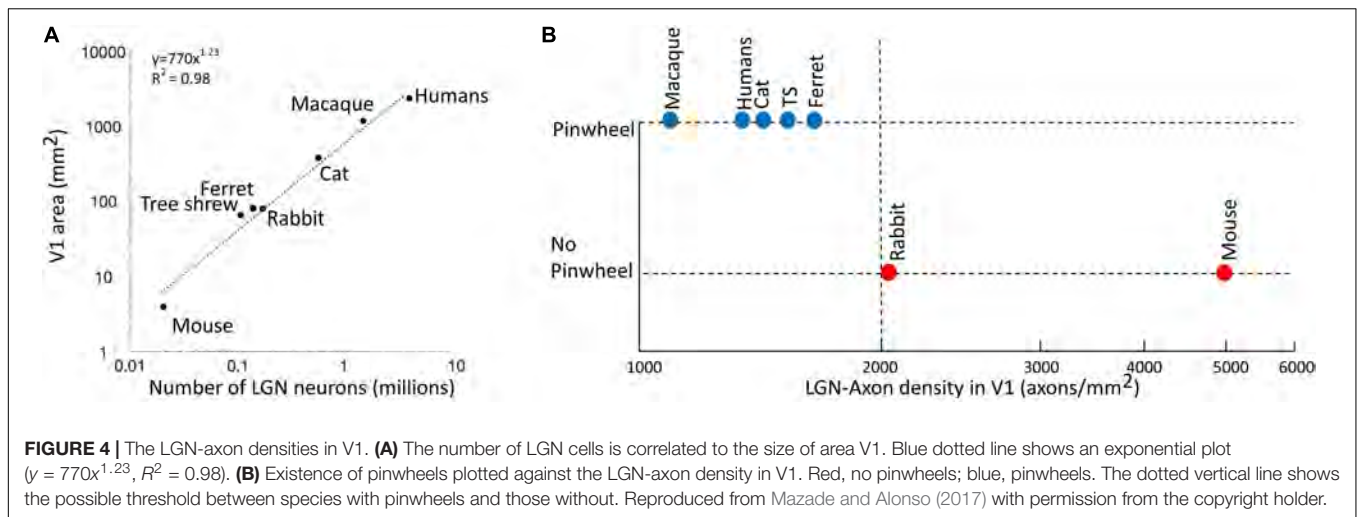 A
y=770x^1.23
R² = 0.98
10000
1000
100
10
1
V1 area (mm²)
Macaque
Humans
Cat
Ferret
Tree shrew
Rabbit
Mouse
0.01 0.1 1 10
Number of LGN neurons (millions)
B
Macaque
Humans
Cat
TS
Ferret
Pinwheel
No
Pinwheel
Rabbit
Mouse
1000 2000 3000 4000 5000 6000
LGN-Axon density in V1 (axons/mm²)
FIGURE 4 | The LGN-axon densities in V1. (A) The number of LGN cells is correlated to the size of area V1. Blue dotted line shows an exponential plot
(y = 770x^1.23, R² = 0.98). (B) Existence of pinwheels plotted against the LGN-axon density in V1. Red, no pinwheels; blue, pinwheels. The dotted vertical line shows
the possible threshold between species with pinwheels and those without. Reproduced from Mazade and Alonso (2017) with permission from the copyright holder.